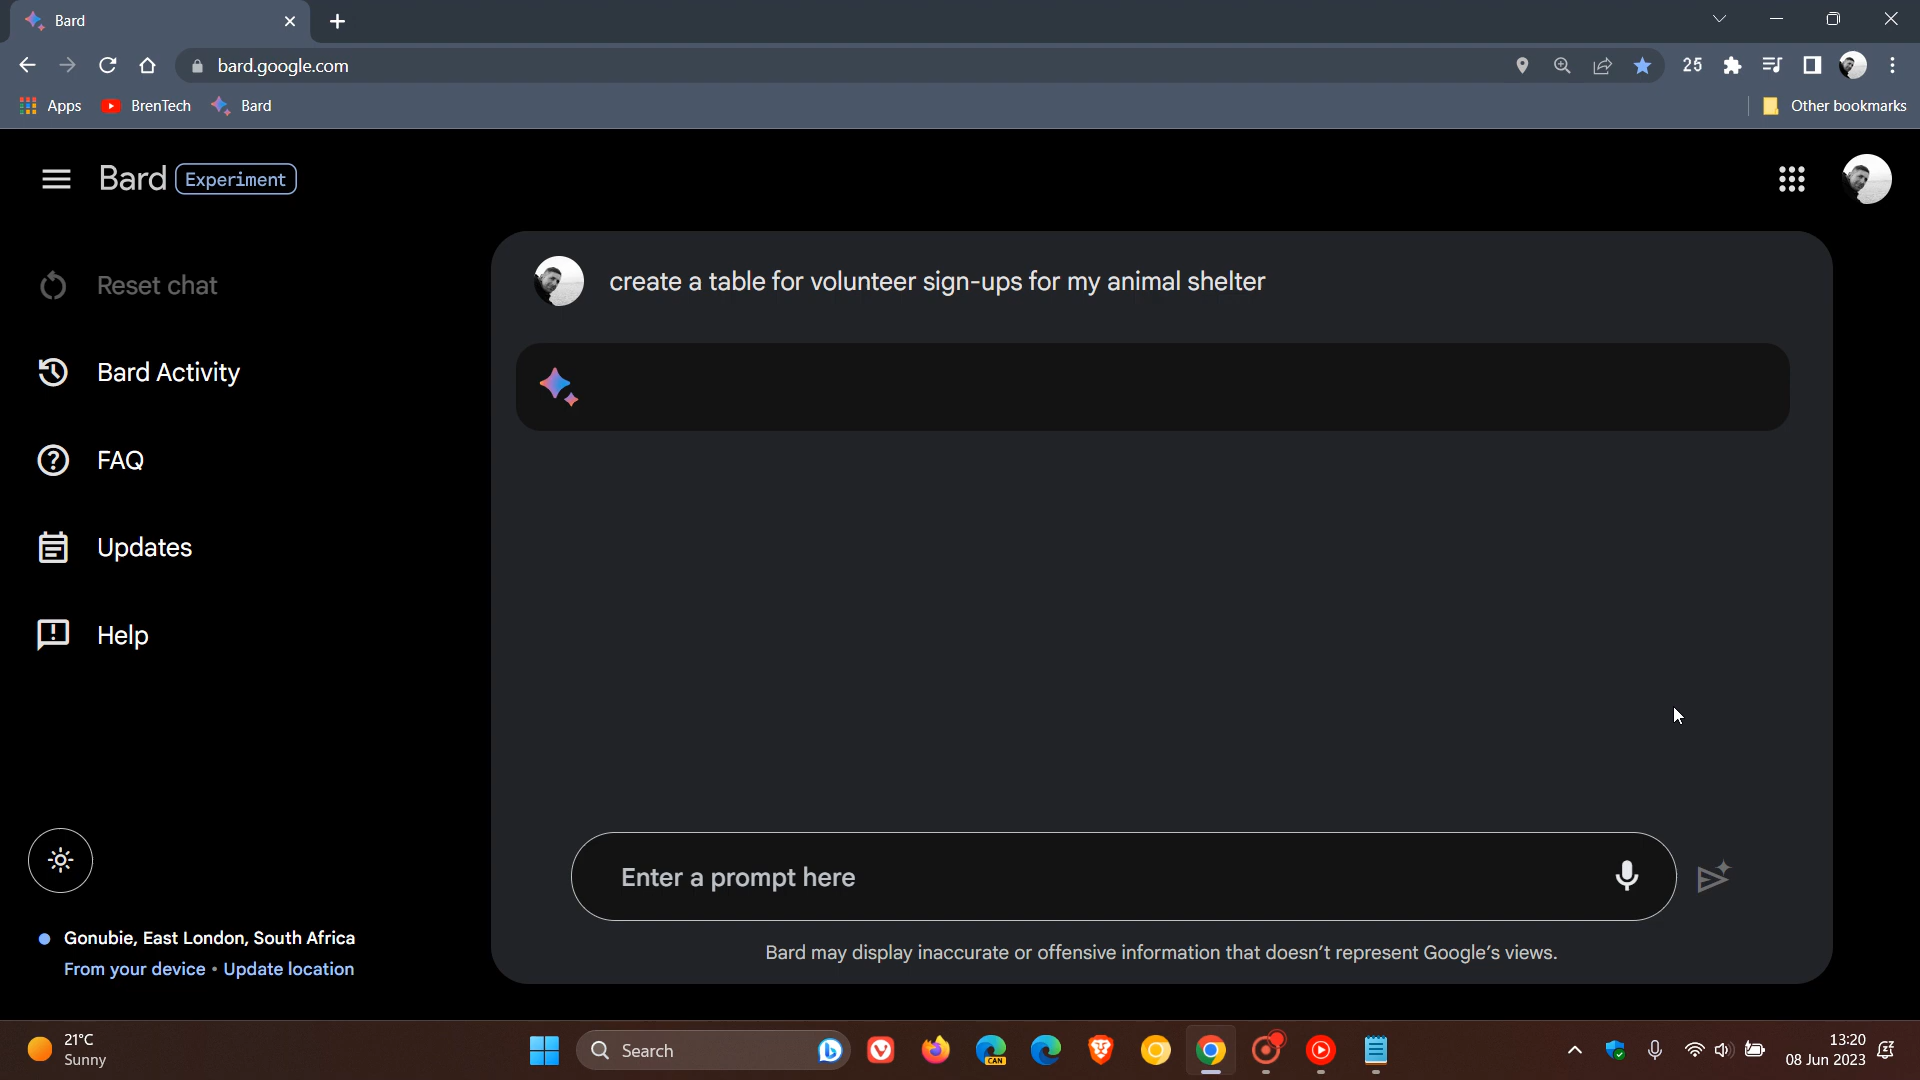 Bard
bard.google.com
25
Apps
BrenTech
Bard
Other bookmarks
Bard Experiment
Reset chat
Bard Activity
FAQ
Updates
Help
create a table for volunteer sign-ups for my animal shelter
Enter a prompt here
Bard may display inaccurate or offensive information that doesn't represent Google's views.
Gonubie, East London, South Africa
From your device • Update location
21°C
Sunny
Search
CAN
13:20
08 Jun 2023